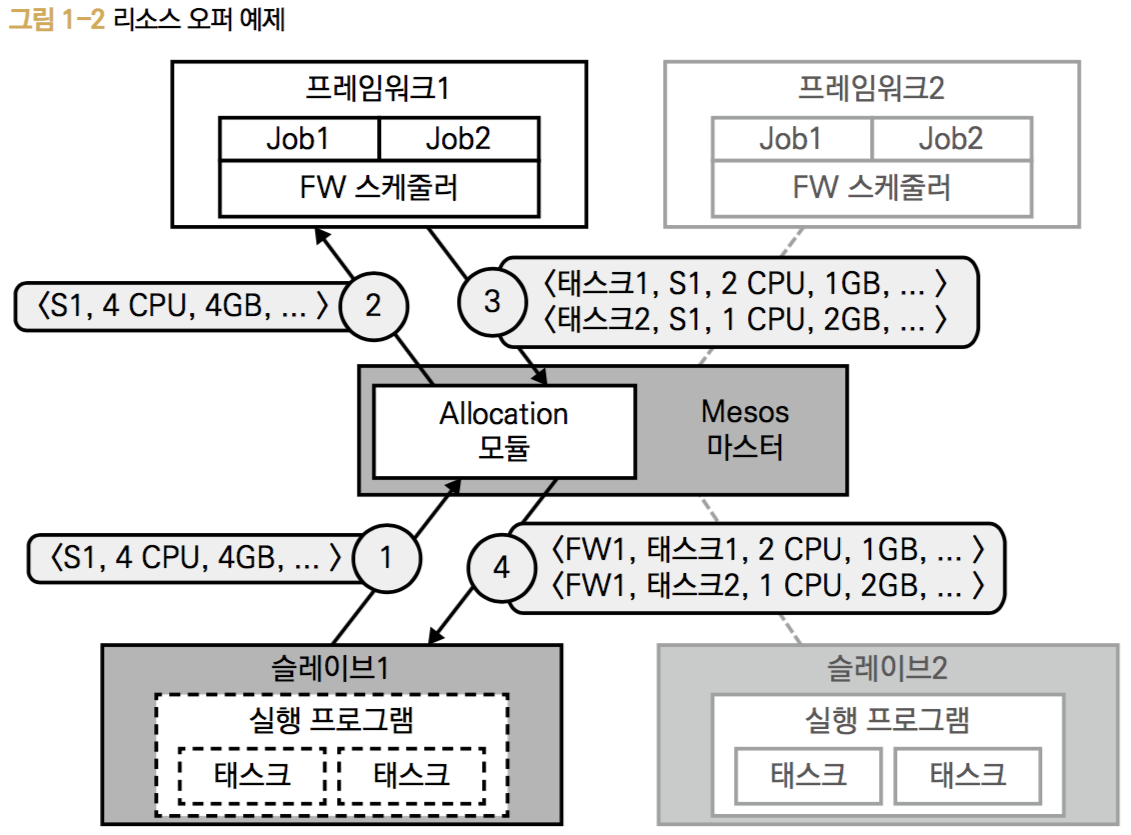 그림 1-2 리소스 오퍼 예제
프레임워크1
Job1
Job2
FW 스케줄러
프레임워크2
Job1
Job2
FW 스케줄러
〈S1, 4 CPU, 4GB, ... 〉
2
3
〈태스크1, S1, 2 CPU, 1GB, ... 〉
〈태스크2, S1, 1 CPU, 2GB, ... 〉
Allocation
모듈
Mesos
마스터
〈S1, 4 CPU, 4GB, ... 〉
1
4
〈FW1, 태스크1, 2 CPU, 1GB, ... 〉
〈FW1, 태스크2, 1 CPU, 2GB, ... 〉
슬레이브1
실행 프로그램
태스크
태스크
슬레이브2
실행 프로그램
태스크
태스크